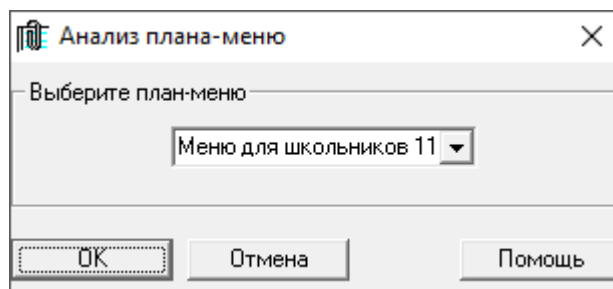 Анализ плана-меню
Выберите план-меню
Меню для школьников 11
OK
Отмена
Помощь